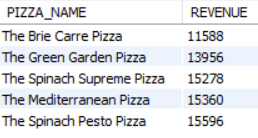 PIZZA_NAME REVENUE
The Brie Carre Pizza 11588
The Green Garden Pizza 13956
The Spinach Supreme Pizza 15278
The Mediterranean Pizza 15360
The Spinach Pesto Pizza 15596